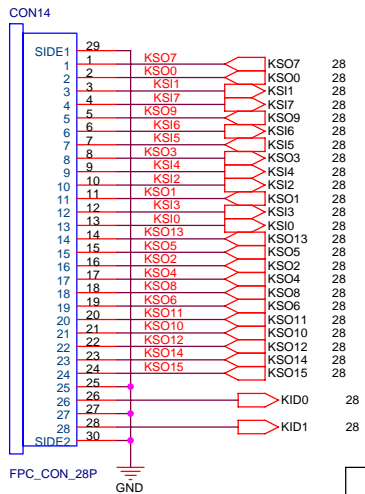 CON14
SIDE1 29
1 1 KSO7 KSO7 28
2 2 KSO0 KSO0 28
3 3 KSI1 KSI1 28
4 4 KSI7 KSI7 28
5 5 KSO9 KSO9 28
6 6 KSI6 KSI6 28
7 7 KSI5 KSI5 28
8 8 KSO3 KSO3 28
9 9 KSI4 KSI4 28
10 10 KSI2 KSI2 28
11 11 KSO1 KSO1 28
12 12 KSI3 KSI3 28
13 13 KSI0 KSI0 28
14 14 KSO13 KSO13 28
15 15 KSO5 KSO5 28
16 16 KSO2 KSO2 28
17 17 KSO4 KSO4 28
18 18 KSO8 KSO8 28
19 19 KSO6 KSO6 28
20 20 KSO11 KSO11 28
21 21 KSO10 KSO10 28
22 22 KSO12 KSO12 28
23 23 KSO14 KSO14 28
24 24 KSO15 KSO15 28
25 25
26 26 KID0 28
27 27
28 28 KID1 28
SIDE2 30
FPC_CON_28P
GND